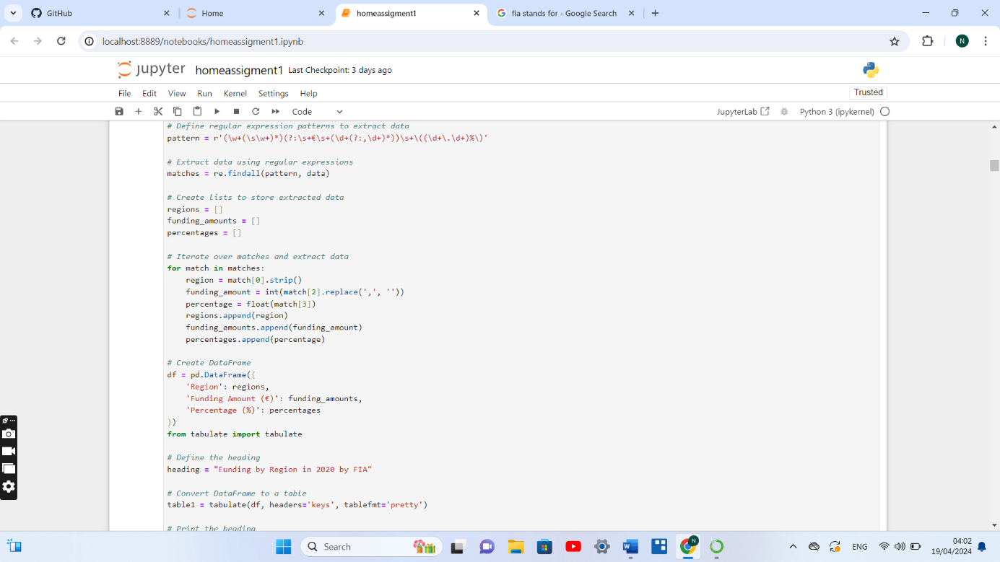 GitHub
Home
homeassigment1
fia stands for - Google Search
localhost:8889/notebooks/homeassigment1.ipynb
N
jupyter homeassigment1 Last Checkpoint: 3 days ago
File Edit View Run Kernel Settings Help
Trusted
Code
JupyterLab
Python 3 (ipykernel)
# Define regular expression patterns to extract data
pattern = r'(\w+(\s\w+)*)(?:\s+€\s+(\d+(?:,\d+)*))\s+\((\d+\.\d+)%\)'
# Extract data using regular expressions
matches = re.findall(pattern, data)
# Create lists to store extracted data
regions = []
funding_amounts = []
percentages = []
# Iterate over matches and extract data
for match in matches:
    region = match[0].strip()
    funding_amount = int(match[2].replace(',', ''))
    percentage = float(match[3])
    regions.append(region)
    funding_amounts.append(funding_amount)
    percentages.append(percentage)
# Create DataFrame
df = pd.DataFrame({
    'Region': regions,
    'Funding Amount (€)': funding_amounts,
    'Percentage (%)': percentages
})
from tabulate import tabulate
# Define the heading
heading = "Funding by Region in 2020 by FIA"
# Convert DataFrame to a table
table1 = tabulate(df, headers='keys', tablefmt='pretty')
# Print the heading
Search
N
ENG
04:02
19/04/2024